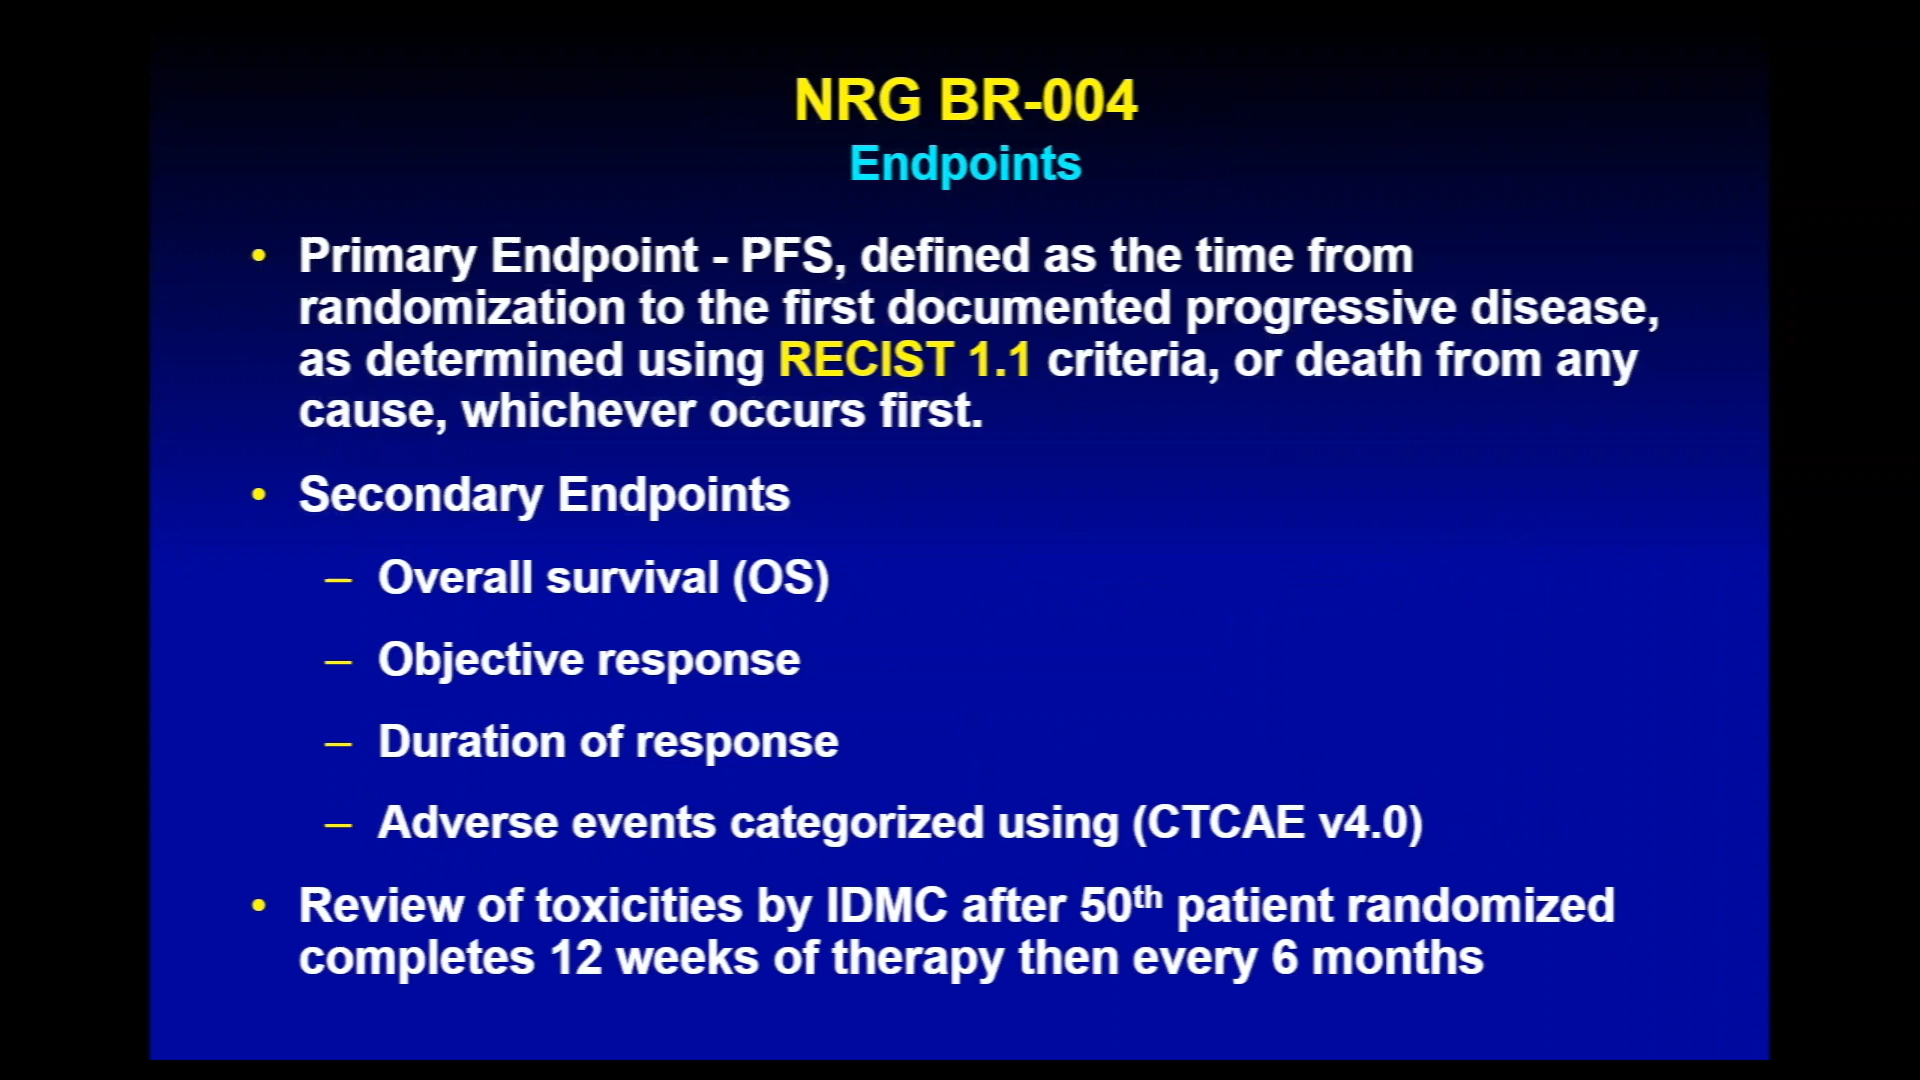 NRG BR-004
Endpoints
• Primary Endpoint - PFS, defined as the time from
randomization to the first documented progressive disease,
as determined using RECIST 1.1 criteria, or death from any
cause, whichever occurs first.
• Secondary Endpoints
– Overall survival (OS)
– Objective response
– Duration of response
– Adverse events categorized using (CTCAE v4.0)
• Review of toxicities by IDMC after 50th patient randomized
completes 12 weeks of therapy then every 6 months